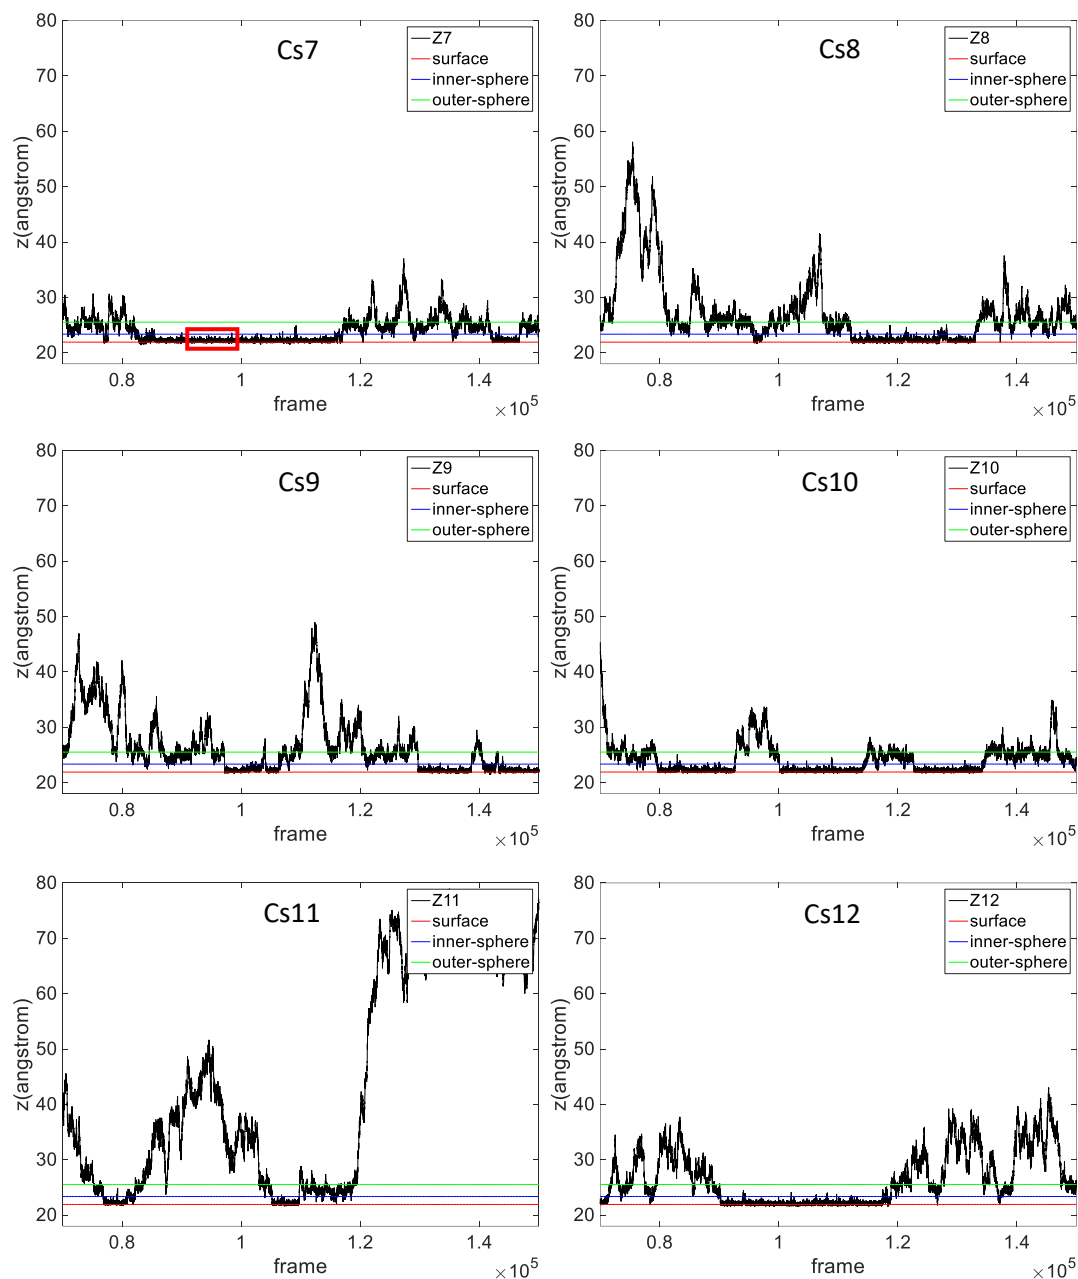 Cs7
Z7
surface
inner-sphere
outer-sphere
80
70
60
50
40
30
20
z(angstrom)
0.8
1
1.2
1.4
frame
×10^5
Cs8
Z8
surface
inner-sphere
outer-sphere
80
70
60
50
40
30
20
z(angstrom)
0.8
1
1.2
1.4
frame
×10^5
Cs9
Z9
surface
inner-sphere
outer-sphere
80
70
60
50
40
30
20
z(angstrom)
0.8
1
1.2
1.4
frame
×10^5
Cs10
Z10
surface
inner-sphere
outer-sphere
80
70
60
50
40
30
20
z(angstrom)
0.8
1
1.2
1.4
frame
×10^5
Cs11
Z11
surface
inner-sphere
outer-sphere
80
70
60
50
40
30
20
z(angstrom)
0.8
1
1.2
1.4
frame
×10^5
Cs12
Z12
surface
inner-sphere
outer-sphere
80
70
60
50
40
30
20
z(angstrom)
0.8
1
1.2
1.4
frame
×10^5